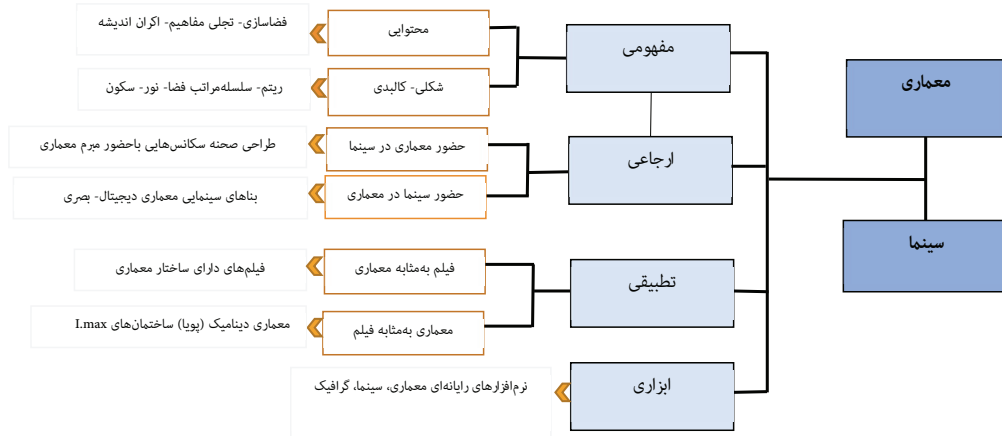 معماری
سینما
مفهومی
محتوایی
فضاسازی- تجلی مفاهیم- اکران اندیشه
شکلی- کالبدی
ریتم- سلسله‌مراتب فضا- نور- سکون
ارجاعی
حضور معماری در سینما
طراحی صحنه سکانس‌هایی باحضور مبرم معماری
حضور سینما در معماری
بناهای سینمایی معماری دیجیتال- بصری
تطبیقی
فیلم به‌مثابه معماری
فیلم‌های دارای ساختار معماری
معماری به‌مثابه فیلم
معماری دینامیک (پویا) ساختمان‌های I.max
ابزاری
نرم‌افزارهای رایانه‌ای معماری، سینما، گرافیک